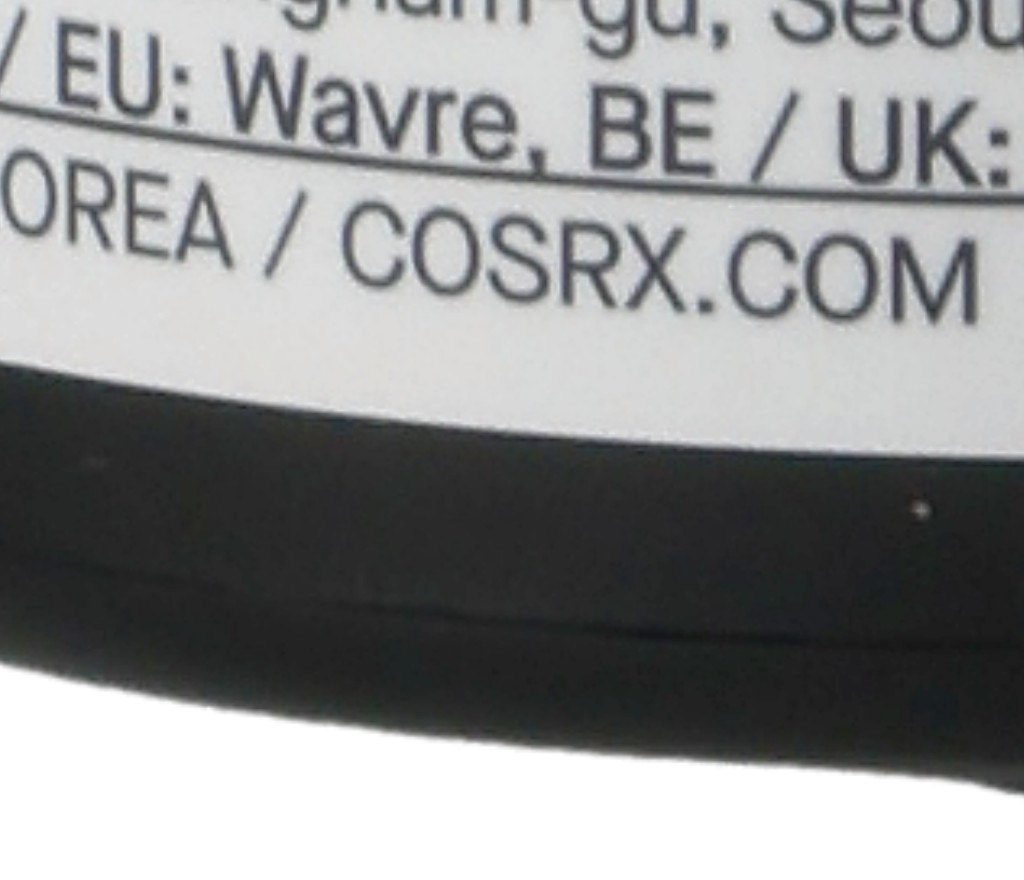 gu, Seou
/ EU: Wavre, BE / UK:
OREA / COSRX.COM